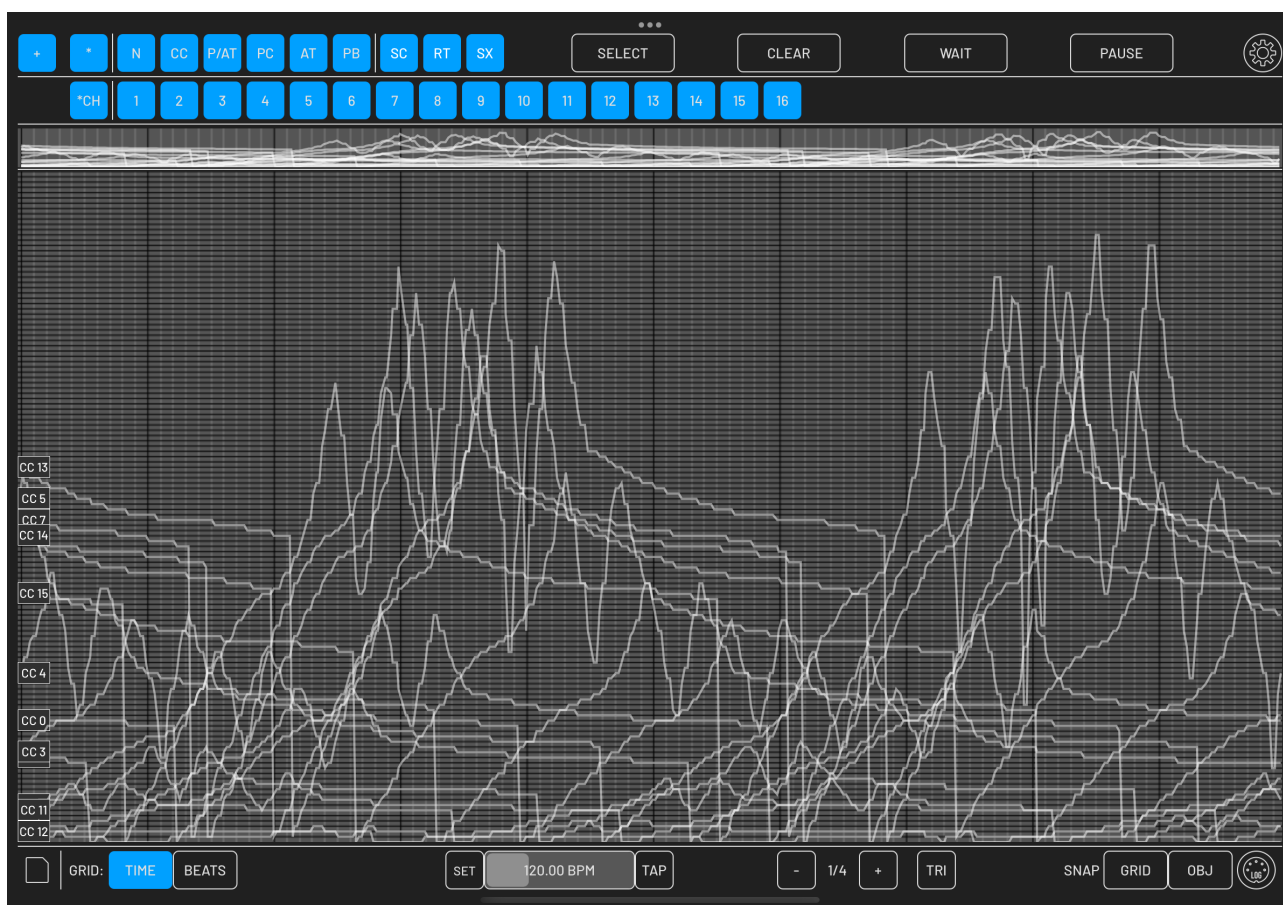 + * N CC P/AT PC AT PB SC RT SX SELECT CLEAR WAIT PAUSE
*CH 1 2 3 4 5 6 7 8 9 10 11 12 13 14 15 16
CC 13
CC 5
CC 7
CC 14
CC 15
CC 4
CC 0
CC 3
CC 11
CC 12
GRID: TIME BEATS SET 120.00 BPM TAP - 1/4 + TRI SNAP GRID OBJ LOG